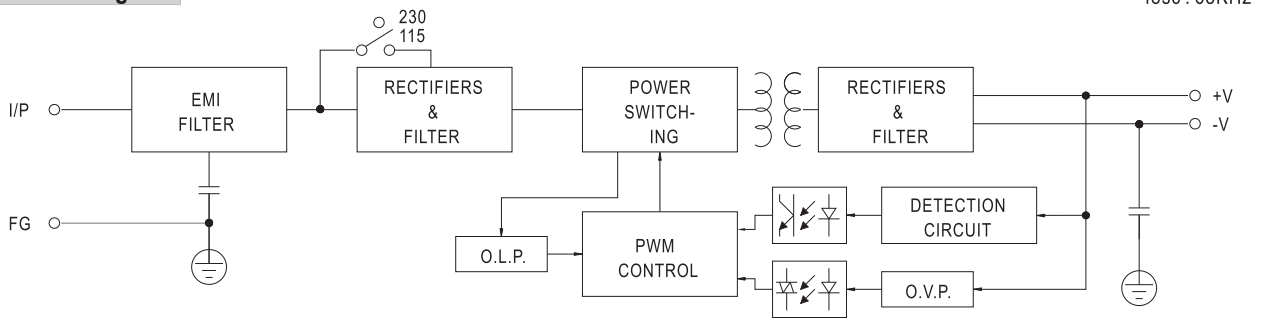 230
115
I/P
EMI
FILTER
RECTIFIERS
&
FILTER
POWER
SWITCH-
ING
RECTIFIERS
&
FILTER
+V
-V
FG
O.L.P.
PWM
CONTROL
DETECTION
CIRCUIT
O.V.P.